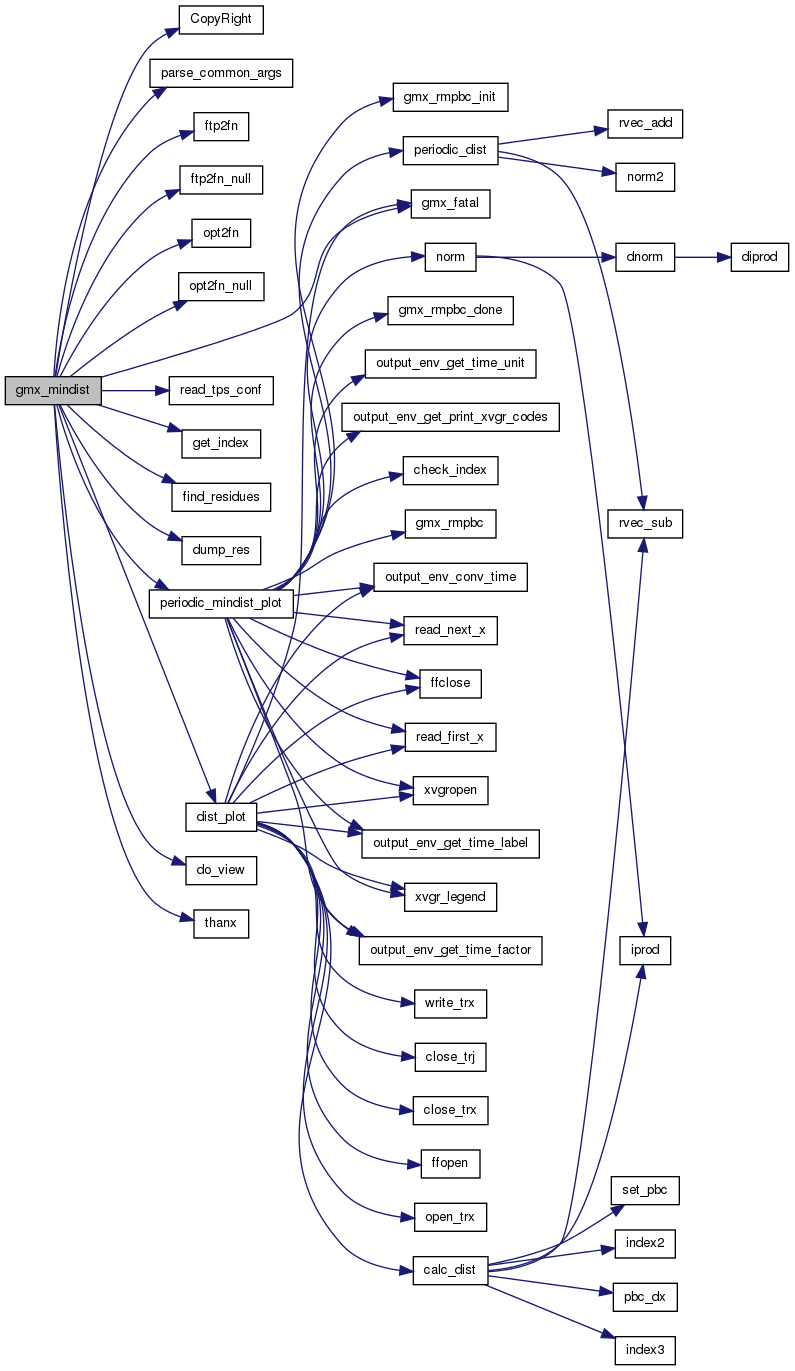 CopyRight
parse_common_args
ftp2fn
ftp2fn_null
opt2fn
opt2fn_null
gmx_mindist
read_tps_conf
get_index
find_residues
dump_res
periodic_mindist_plot
dist_plot
do_view
thanx
gmx_rmpbc_init
periodic_dist
gmx_fatal
norm
gmx_rmpbc_done
output_env_get_time_unit
output_env_get_print_xvgr_codes
check_index
gmx_rmpbc
output_env_conv_time
read_next_x
ffclose
read_first_x
xvgropen
output_env_get_time_label
xvgr_legend
output_env_get_time_factor
write_trx
close_trj
close_trx
ffopen
open_trx
calc_dist
rvec_add
norm2
dnorm
diprod
rvec_sub
iprod
set_pbc
index2
pbc_dx
index3